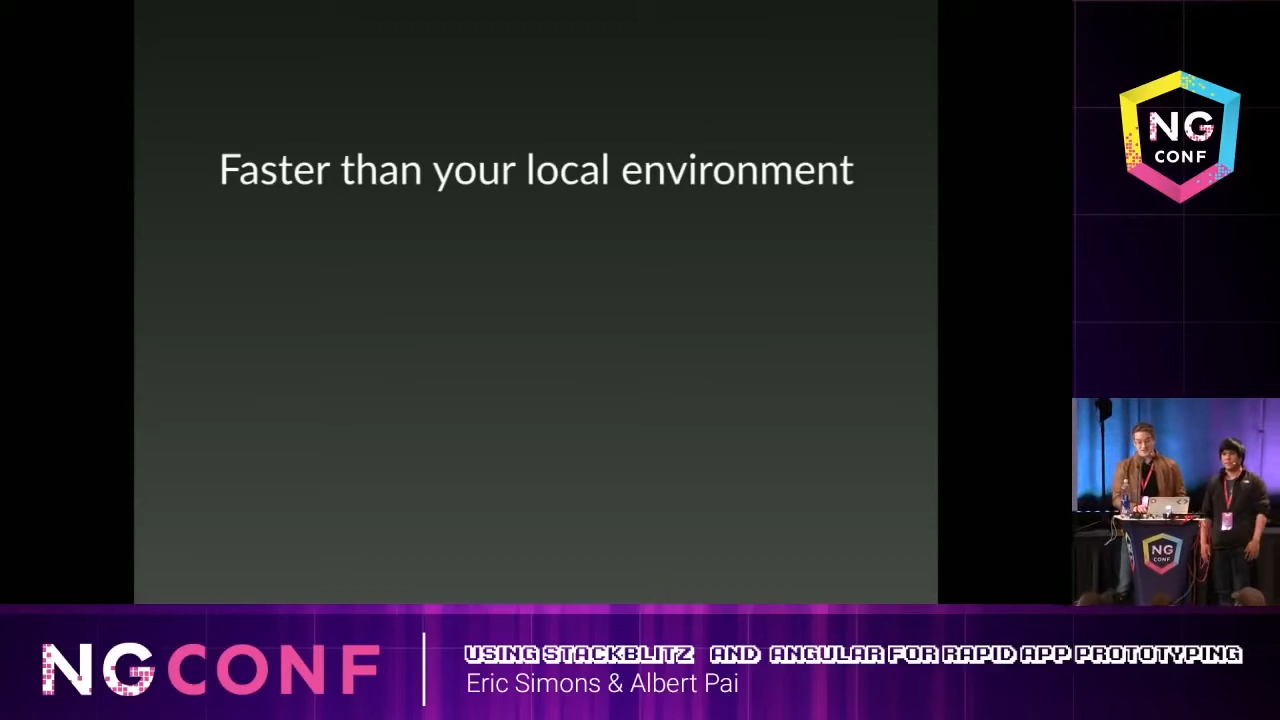 Faster than your local environment
NG
CONF
NG
CONF
NGCONF
USING STACKBLITZ AND ANGULAR FOR RAPID APP PROTOTYPING
Eric Simons & Albert Pai